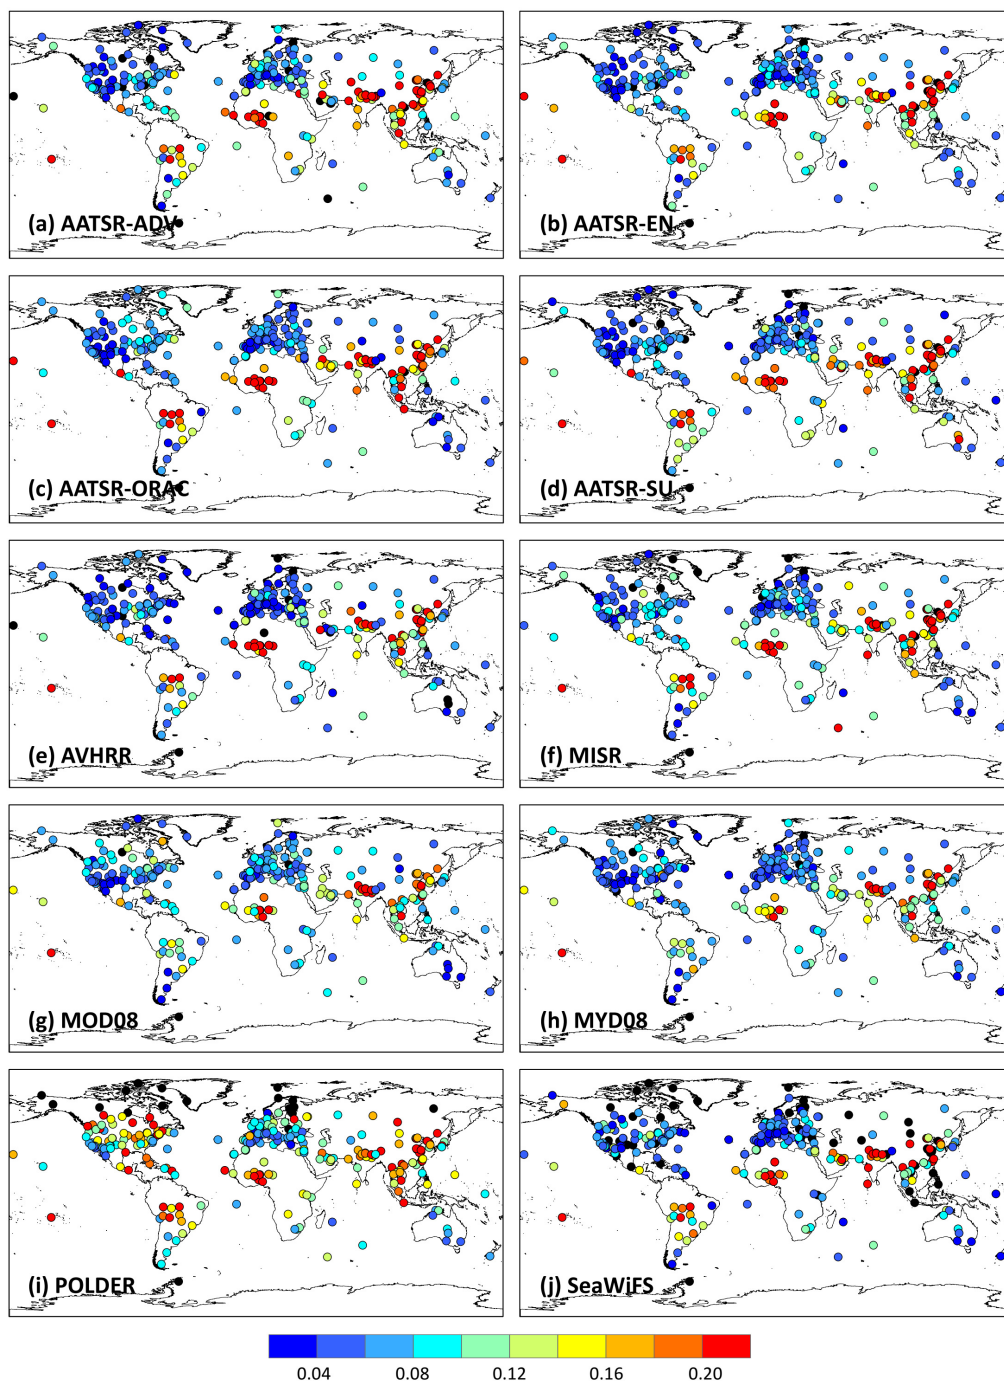 (a) AATSR-ADV
(b) AATSR-EN
(c) AATSR-ORAC
(d) AATSR-SU
(e) AVHRR
(f) MISR
(g) MOD08
(h) MYD08
(i) POLDER
(j) SeaWiFS
0.04 0.08 0.12 0.16 0.20